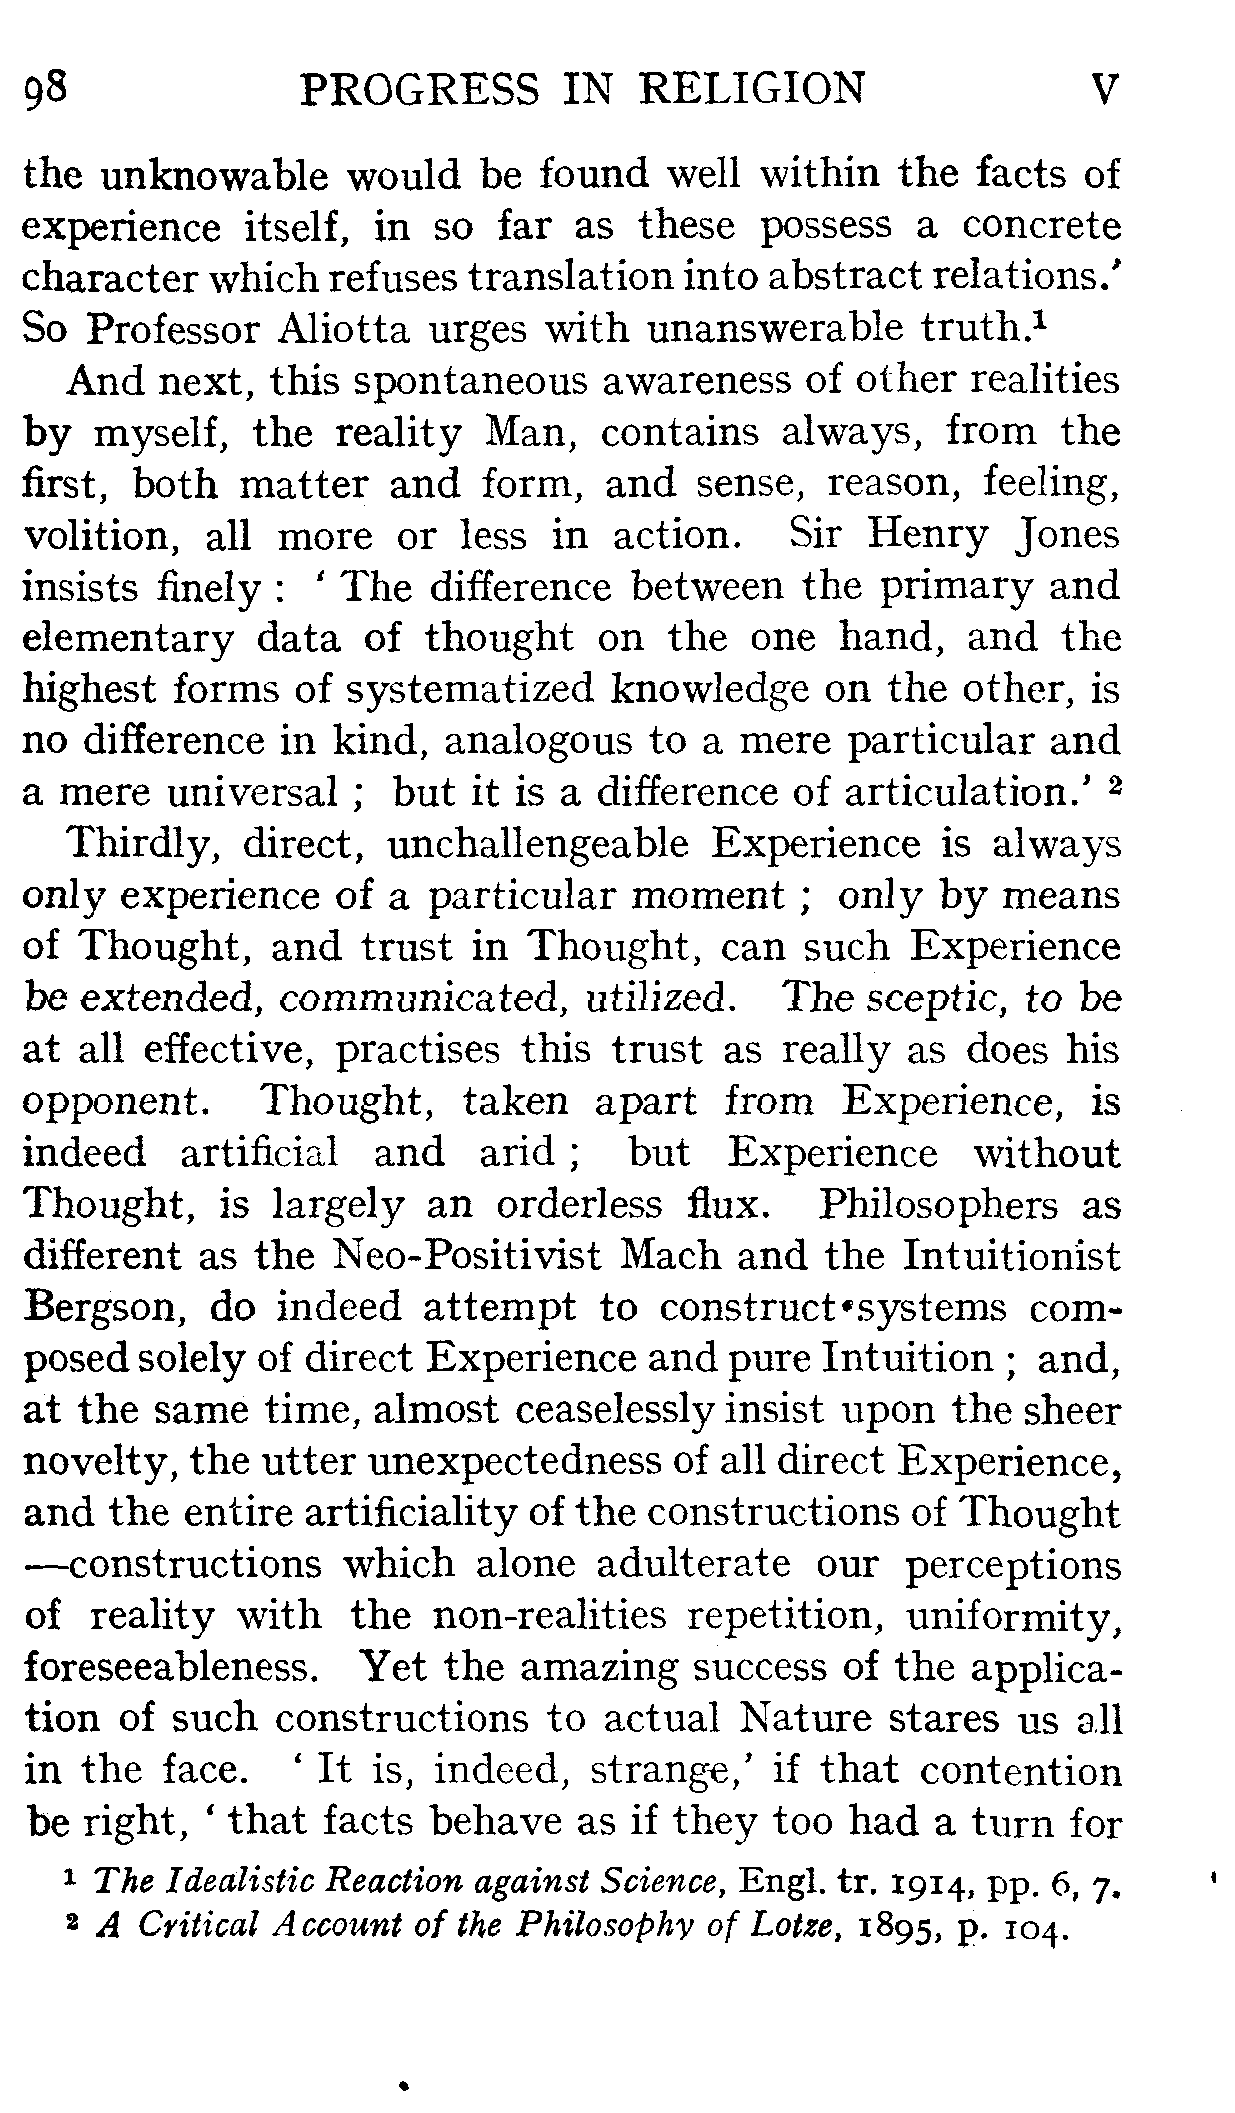 98 PROGRESS IN RELIGION V
the unknowable would be found well within the facts of
experience itself, in so far as these possess a concrete
character which refuses translation into abstract relations.’
So Professor Aliotta urges with unanswerable truth.¹
And next, this spontaneous awareness of other realities
by myself, the reality Man, contains always, from the
first, both matter and form, and sense, reason, feeling,
volition, all more or less in action. Sir Henry Jones
insists finely : ‘ The difference between the primary and
elementary data of thought on the one hand, and the
highest forms of systematized knowledge on the other, is
no difference in kind, analogous to a mere particular and
a mere universal ; but it is a difference of articulation.’ ²
Thirdly, direct, unchallengeable Experience is always
only experience of a particular moment ; only by means
of Thought, and trust in Thought, can such Experience
be extended, communicated, utilized. The sceptic, to be
at all effective, practises this trust as really as does his
opponent. Thought, taken apart from Experience, is
indeed artificial and arid ; but Experience without
Thought, is largely an orderless flux. Philosophers as
different as the Neo-Positivist Mach and the Intuitionist
Bergson, do indeed attempt to construct systems com-
posed solely of direct Experience and pure Intuition ; and,
at the same time, almost ceaselessly insist upon the sheer
novelty, the utter unexpectedness of all direct Experience,
and the entire artificiality of the constructions of Thought
—constructions which alone adulterate our perceptions
of reality with the non-realities repetition, uniformity,
foreseeableness. Yet the amazing success of the applica-
tion of such constructions to actual Nature stares us all
in the face. ‘ It is, indeed, strange,’ if that contention
be right, ‘ that facts behave as if they too had a turn for
¹ The Idealistic Reaction against Science, Engl. tr. 1914, pp. 6, 7.
² A Critical Account of the Philosophy of Lotze, 1895, p. 104.